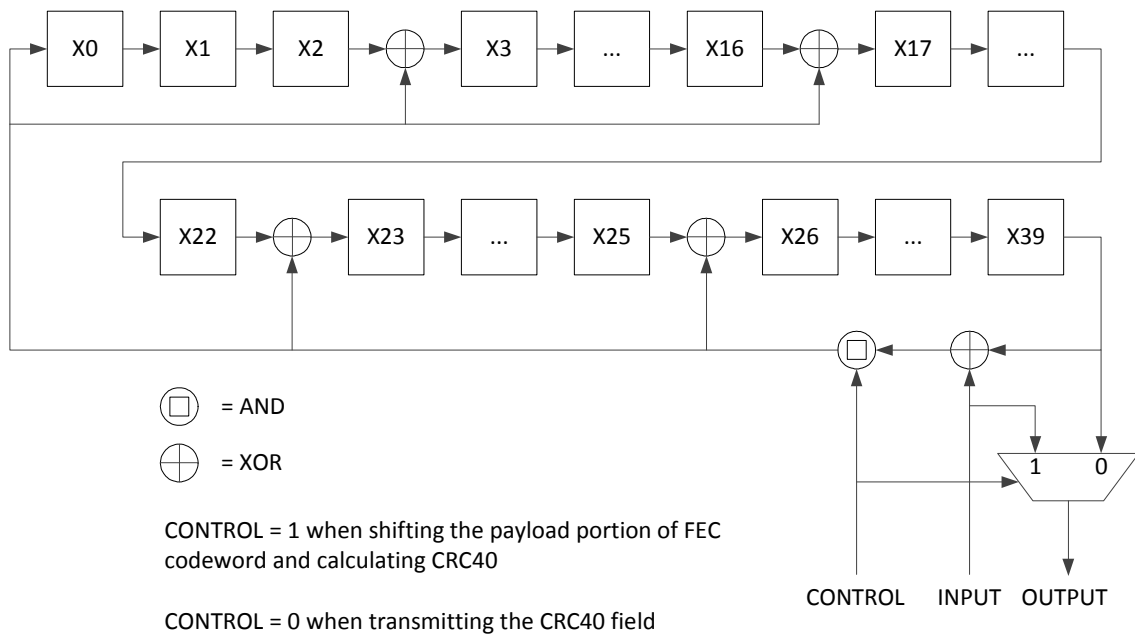 X0 X1 X2 X3 ... X16 X17 ...
X22 X23 ... X25 X26 ... X39
= AND
= XOR
1 0
CONTROL = 1 when shifting the payload portion of FEC
codeword and calculating CRC40
CONTROL INPUT OUTPUT
CONTROL = 0 when transmitting the CRC40 field